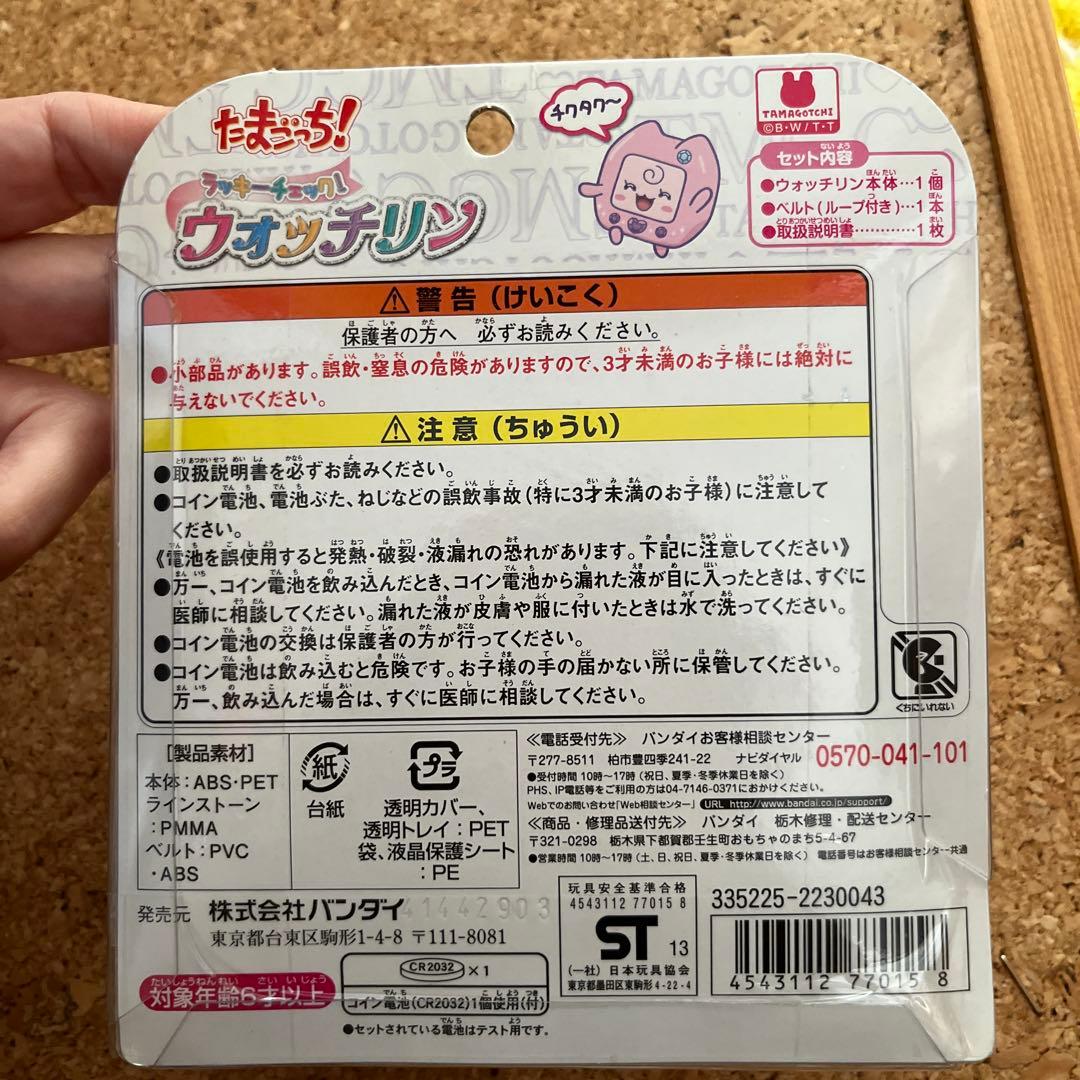 たまごっち!
ラッキーチェック!
ウオッチリン
チクタク〜
TAMAGOTCHI
©B・W/T・T
セット内容
●ウォッチリン本体…1個
●ベルト(ループ付き)…1本
●取扱説明書…………1枚
⚠警告(けいこく)
保護者の方へ 必ずお読みください。
●小部品があります。誤飲・窒息の危険がありますので、3才未満のお子様には絶対に
与えないでください。
⚠注意(ちゅうい)
●取扱説明書を必ずお読みください。
●コイン電池、電池ぶた、ねじなどの誤飲事故(特に3才未満のお子様)に注意して
ください。
《電池を誤使用すると発熱・破裂・液漏れの恐れがあります。下記に注意してください》
●万一、コイン電池を飲み込んだとき、コイン電池から漏れた液が目に入ったときは、すぐに
医師に相談してください。漏れた液が皮膚や服に付いたときは水で洗ってください。
●コイン電池の交換は保護者の方が行ってください。
●コイン電池は飲み込むと危険です。お子様の手の届かない所に保管してください。
万一、飲み込んだ場合は、すぐに医師に相談してください。
くちにいれない
[製品素材]
本体:ABS・PET
ラインストーン
:PMMA
ベルト:PVC
・ABS
紙
台紙
プラ
透明カバー、
透明トレイ:PET
袋、液晶保護シート
:PE
≪電話受付先≫ バンダイお客様相談センター
〒277-8511 柏市豊四季241-22 ナビダイヤル 0570-041-101
●受付時間 10時〜17時(祝日、夏季・冬季休業日を除く)
PHS、IP電話等をご利用の方は04-7146-0371におかけください。
Webでのお問い合わせ「Web相談センター」 URL http://www.bandai.co.jp/support/
≪商品・修理品送付先≫ バンダイ 栃木修理・配送センター
〒321-0298 栃木県下都賀郡壬生町おもちゃのまち5-4-67
●営業時間 10時〜17時(土、日、祝日、夏季・冬季休業日を除く) 電話番号はお客様相談センター共通
発売元 株式会社バンダイ
41442903
東京都台東区駒形1-4-8 〒111-8081
対象年齢6才以上
CR2032 ×1
コイン電池(CR2032)1個使用(付)
●セットされている電池はテスト用です。
玩具安全基準合格
4543112 77015 8
ST 13
(一社)日本玩具協会
東京都墨田区東駒形4-22-4
335225-2230043
4543112 770158